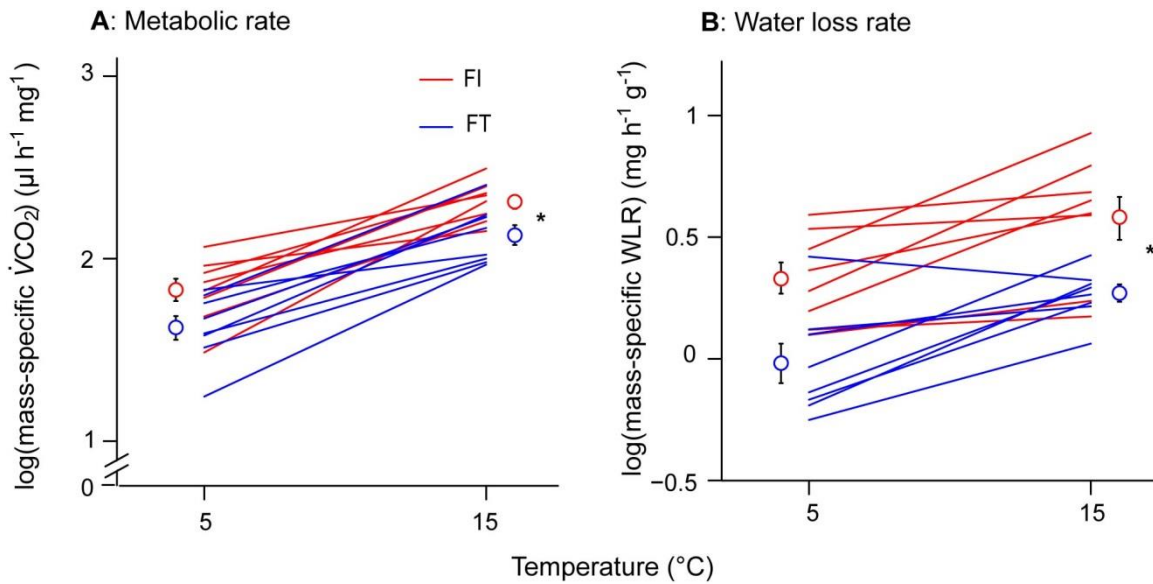 A: Metabolic rate
B: Water loss rate
log(mass-specific V̇CO₂) (µl h⁻¹ mg⁻¹)
3
2
1
0
FI
FT
*
5
15
log(mass-specific WLR) (mg h⁻¹ g⁻¹)
1
0.5
0
−0.5
*
5
15
Temperature (°C)